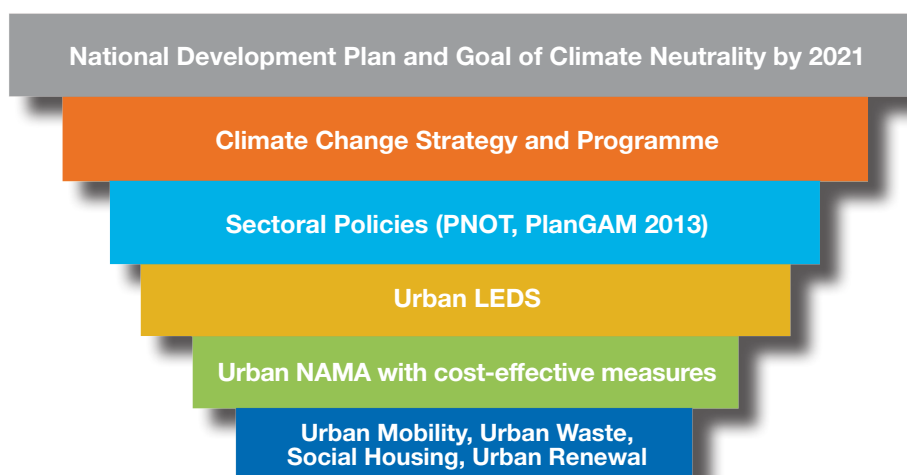 National Development Plan and Goal of Climate Neutrality by 2021
Climate Change Strategy and Programme
Sectoral Policies (PNOT, PlanGAM 2013)
Urban LEDS
Urban NAMA with cost-effective measures
Urban Mobility, Urban Waste,
Social Housing, Urban Renewal